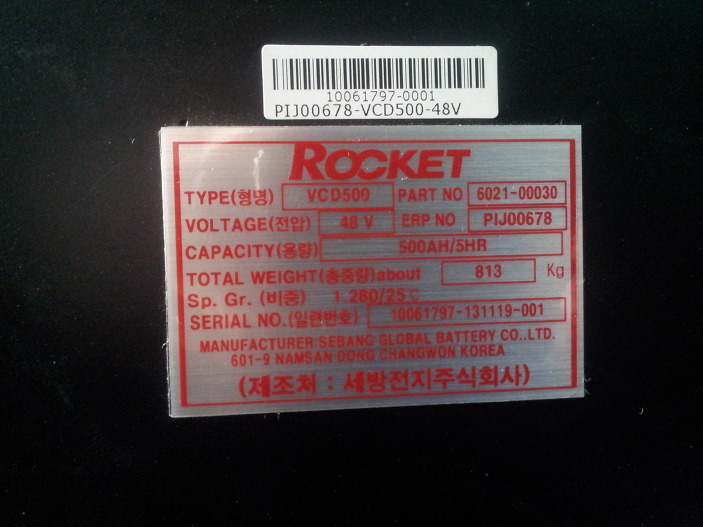 10061797-0001
PIJ00678-VCD500-48V
ROCKET
TYPE(형명) VCD500 PART NO 6021-00030
VOLTAGE(전압) 48 V ERP NO PIJ00678
CAPACITY(용량) 500AH/5HR
TOTAL WEIGHT(총중량)about 813 Kg
Sp. Gr. (비중) 1.280/25℃
SERIAL NO.(일련번호) 10061797-131119-001
MANUFACTURER:SEBANG GLOBAL BATTERY CO.,LTD.
601-9 NAMSAN DONG CHANGWON KOREA
(제조처 : 세방전지주식회사)